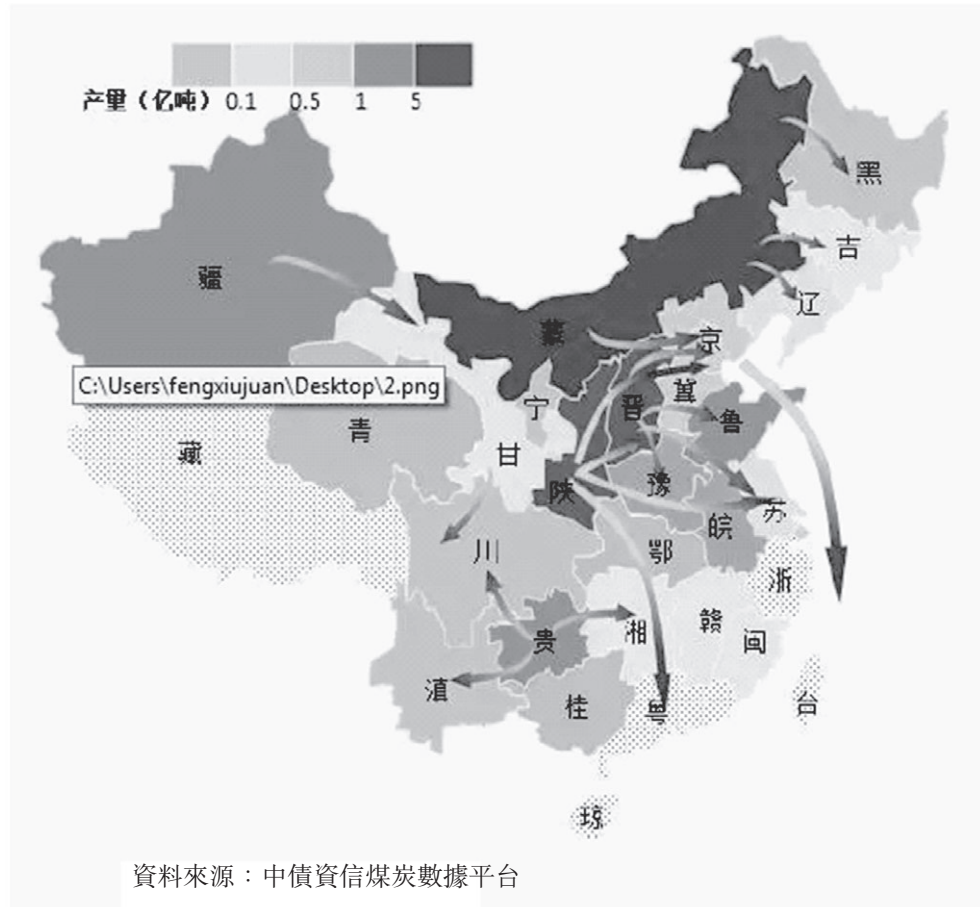 产量（亿吨） 0.1 0.5 1 5
黑
吉
辽
疆
蒙
京
C:\Users\fengxiujuan\Desktop\2.png
宁
晋
冀
鲁
青
藏
甘
陕
豫
苏
皖
川
鄂
浙
贵
湘
赣
闽
滇
桂
粤
台
琼
資料來源：中債資信煤炭數據平台